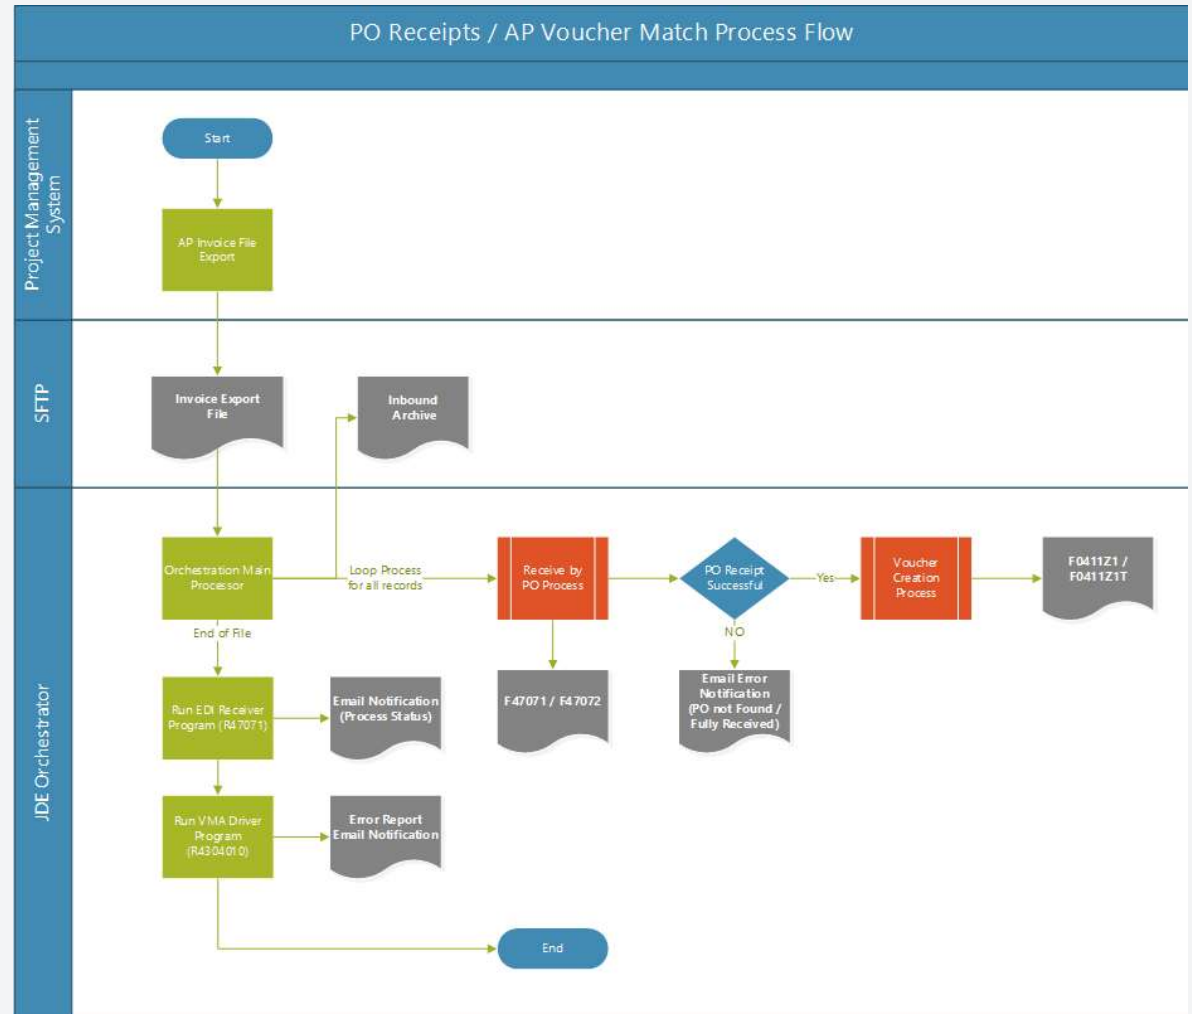 PO Receipts / AP Voucher Match Process Flow
Project Management
System
Start
AP Invoice File
Export
SFTP
Invoice Export
File
Inbound
Archive
JDE Orchestrator
Orchestration Main
Processor
Loop Process
for all records
Receive by
PO Process
PO Receipt
Successful
Yes
Voucher
Creation
Process
F0411Z1 /
F0411Z1T
End of File
NO
Run EDI Receiver
Program (R47071)
Email Notification
(Process Status)
F47071 / F47072
Email Error
Notification
(PO not Found /
Fully Received)
Run VMA Driver
Program
(R4304010)
Error Report
Email Notification
End